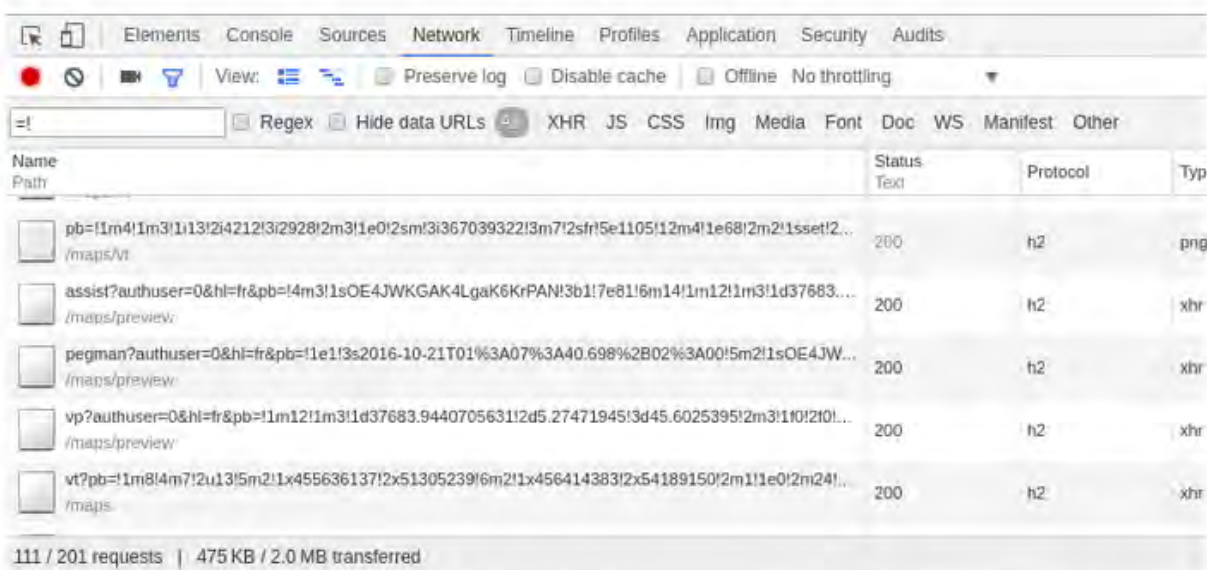 Elements Console Sources Network Timeline Profiles Application Security Audits
View: Preserve log Disable cache Offline No throttling
=! Regex Hide data URLs XHR JS CSS Img Media Font Doc WS Manifest Other
Name Status Protocol Typ
Path Text
pb=!1m4!1m3!1i13!2i4212!3i2928!2m3!1e0!2sm!3i367039322!3m7!2sfr!5e1105!12m4!1e68!2m2!1sset!2...
/maps/vt
200 h2 png
assist?authuser=0&hl=fr&pb=!4m3!1sOE4JWKGAK4LgaK6KrPAN!3b1!7e81!6m14!1m12!1m3!1d37683....
/maps/preview
200 h2 xhr
pegman?authuser=0&hl=fr&pb=!1e1!3s2016-10-21T01%3A07%3A40.698%2B02%3A00!5m2!1sOE4JW...
/maps/preview
200 h2 xhr
vp?authuser=0&hl=fr&pb=!1m12!1m3!1d37683.9440705631!2d5.27471945!3d45.6025395!2m3!1f0!2f0!...
/maps/preview
200 h2 xhr
vt?pb=!1m8!4m7!2u13!5m2!1x455636137!2x51305239!6m2!1x456414383!2x54189150!2m1!1e0!2m24!...
/maps
200 h2 xhr
111 / 201 requests | 475 KB / 2.0 MB transferred